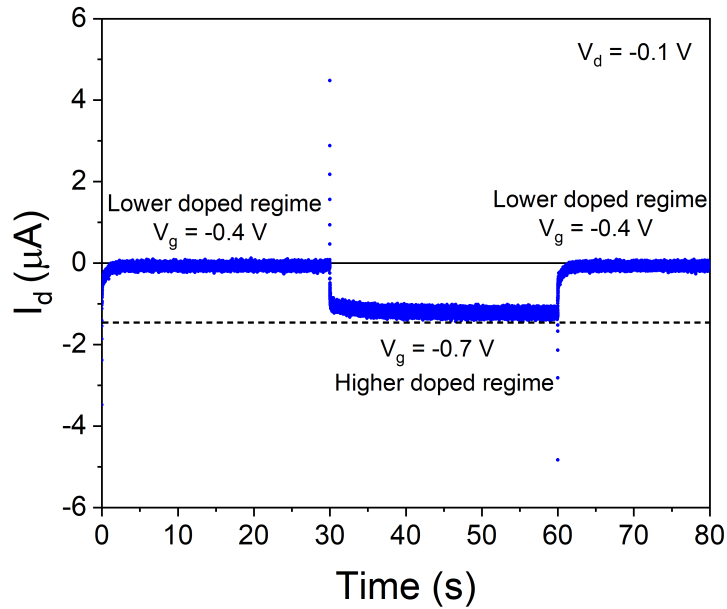 6
V_d = -0.1 V
4
2
Lower doped regime
V_g = -0.4 V
Lower doped regime
V_g = -0.4 V
0
V_g = -0.7 V
Higher doped regime
-2
-4
-6
0 10 20 30 40 50 60 70 80
I_d (μA)
Time (s)